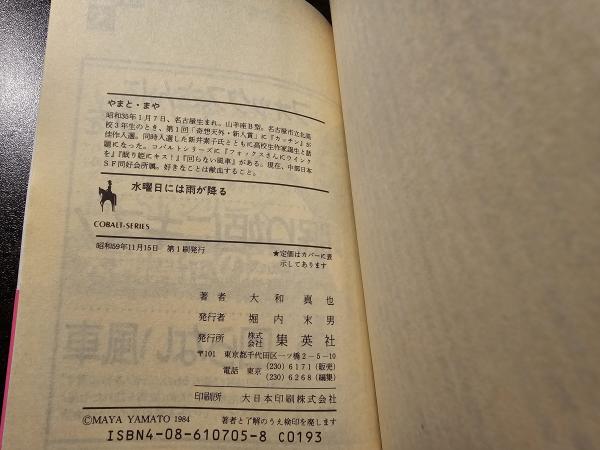 やまと・まや
昭和35年1月7日、名古屋生まれ。山羊座B型。名古屋市立北高
校3年生のとき、第1回「奇想天外・新人賞」に『カッチン』が
佳作入選。同時入選した新井素子氏とともに高校生作家誕生と話
題になった。コバルトシリーズに『フォックスさんにウインク
を』『眠り姫にキス!』『回らない風車』がある。現在、中部日本
SF同好会所属。好きなことは献血すること。
水曜日には雨が降る
COBALT-SERIES
昭和59年11月15日 第1刷発行
★定価はカバーに表
示してあります
著者 大和真也
発行者 堀内末男
発行所 株式会社 集英社
〒101 東京都千代田区一ツ橋2-5-10
電話 東京 (230)6171(販売)
(230)6268(編集)
印刷所 大日本印刷株式会社
©MAYA YAMATO 1984 著者と了解のうえ検印を廃します
ISBN4-08-610705-8 C0193